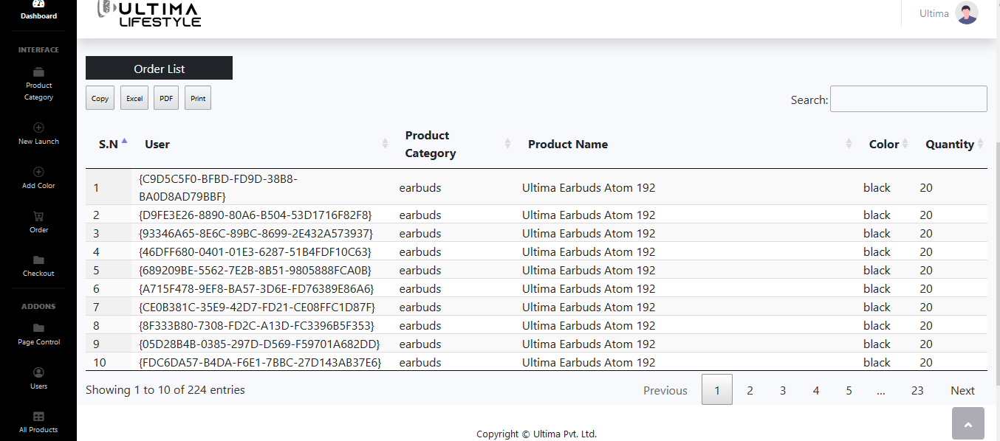 Dashboard
INTERFACE
Product
Category
New Launch
Add Color
Order
Checkout
ADDONS
Page Control
Users
All Products
ULTIMA
LIFESTYLE
Ultima
Order List
Copy Excel PDF Print
Search:
S.N User Product Category Product Name Color Quantity
1 {C9D5C5F0-BFBD-FD9D-38B8-BA0D8AD79BBF} earbuds Ultima Earbuds Atom 192 black 20
2 {D9FE3E26-8890-80A6-B504-53D1716F82F8} earbuds Ultima Earbuds Atom 192 black 20
3 {93346A65-8E6C-89BC-8699-2E432A573937} earbuds Ultima Earbuds Atom 192 black 20
4 {46DFF680-0401-01E3-6287-51B4FDF10C63} earbuds Ultima Earbuds Atom 192 black 20
5 {689209BE-5562-7E2B-8B51-9805888FCA0B} earbuds Ultima Earbuds Atom 192 black 20
6 {A715F478-9EF8-BA57-3D6E-FD76389E86A6} earbuds Ultima Earbuds Atom 192 black 20
7 {CE0B381C-35E9-42D7-FD21-CE08FFC1D87F} earbuds Ultima Earbuds Atom 192 black 20
8 {8F333B80-7308-FD2C-A13D-FC3396B5F353} earbuds Ultima Earbuds Atom 192 black 20
9 {05D28B4B-0385-297D-D569-F59701A682DD} earbuds Ultima Earbuds Atom 192 black 20
10 {FDC6DA57-B4DA-F6E1-7BBC-27D143AB37E6} earbuds Ultima Earbuds Atom 192 black 20
Showing 1 to 10 of 224 entries
Previous 1 2 3 4 5 ... 23 Next
Copyright © Ultima Pvt. Ltd.